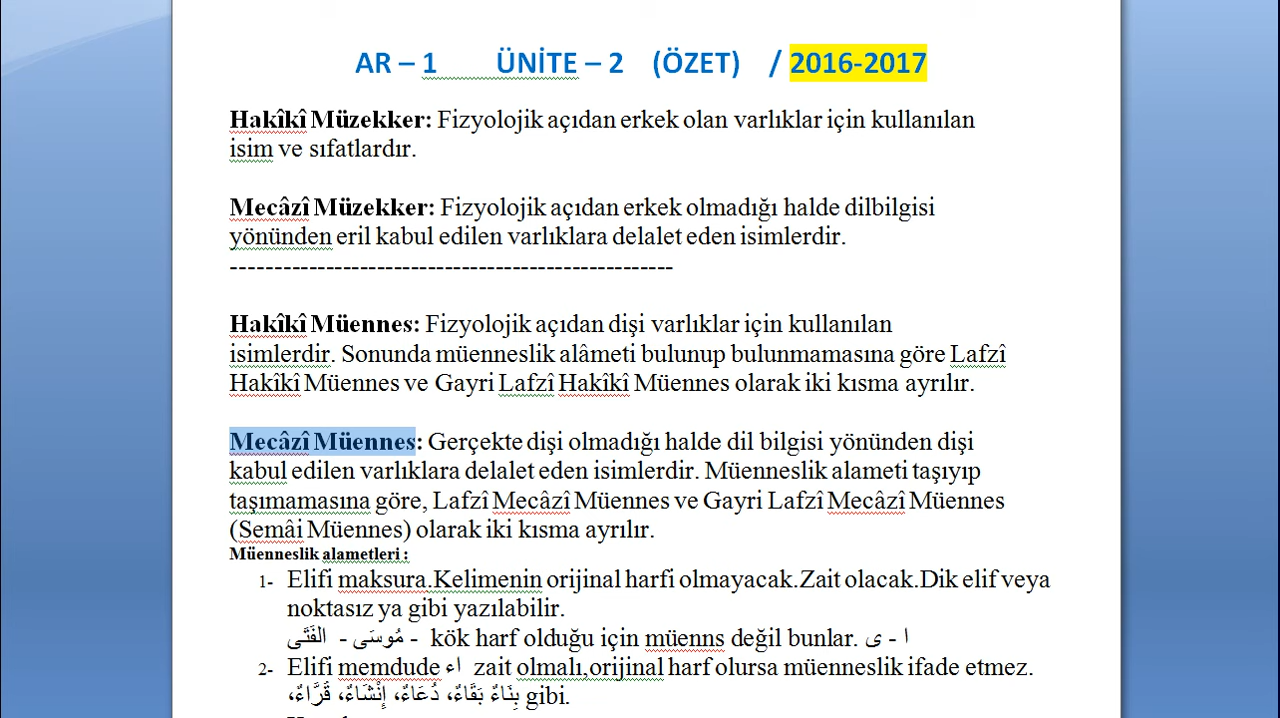 AR – 1 ÜNİTE – 2 (ÖZET) / 2016-2017
Hakîkî Müzekker: Fizyolojik açıdan erkek olan varlıklar için kullanılan
isim ve sıfatlardır.
Mecâzî Müzekker: Fizyolojik açıdan erkek olmadığı halde dilbilgisi
yönünden eril kabul edilen varlıklara delalet eden isimlerdir.
--------------------------------------------------
Hakîkî Müennes: Fizyolojik açıdan dişi varlıklar için kullanılan
isimlerdir. Sonunda müenneslik alâmeti bulunup bulunmamasına göre Lafzî
Hakîkî Müennes ve Gayri Lafzî Hakîkî Müennes olarak iki kısma ayrılır.
Mecâzî Müennes: Gerçekte dişi olmadığı halde dil bilgisi yönünden dişi
kabul edilen varlıklara delalet eden isimlerdir. Müenneslik alameti taşıyıp
taşımamasına göre, Lafzî Mecâzî Müennes ve Gayri Lafzî Mecâzî Müennes
(Semâi Müennes) olarak iki kısma ayrılır.
Müenneslik alametleri :
1- Elifi maksura.Kelimenin orijinal harfi olmayacak.Zait olacak.Dik elif veya
noktasız ya gibi yazılabilir.
الفَتَى - مُوسَى - kök harf olduğu için müenns değil bunlar. ا - ى
2- Elifi memdude اء zait olmalı,orijinal harf olursa müenneslik ifade etmez.
بِنَاءٌ بَقَاءٌ، دُعَاءٌ، إِنْشَاءٌ، قَرَّاءٌ، gibi.